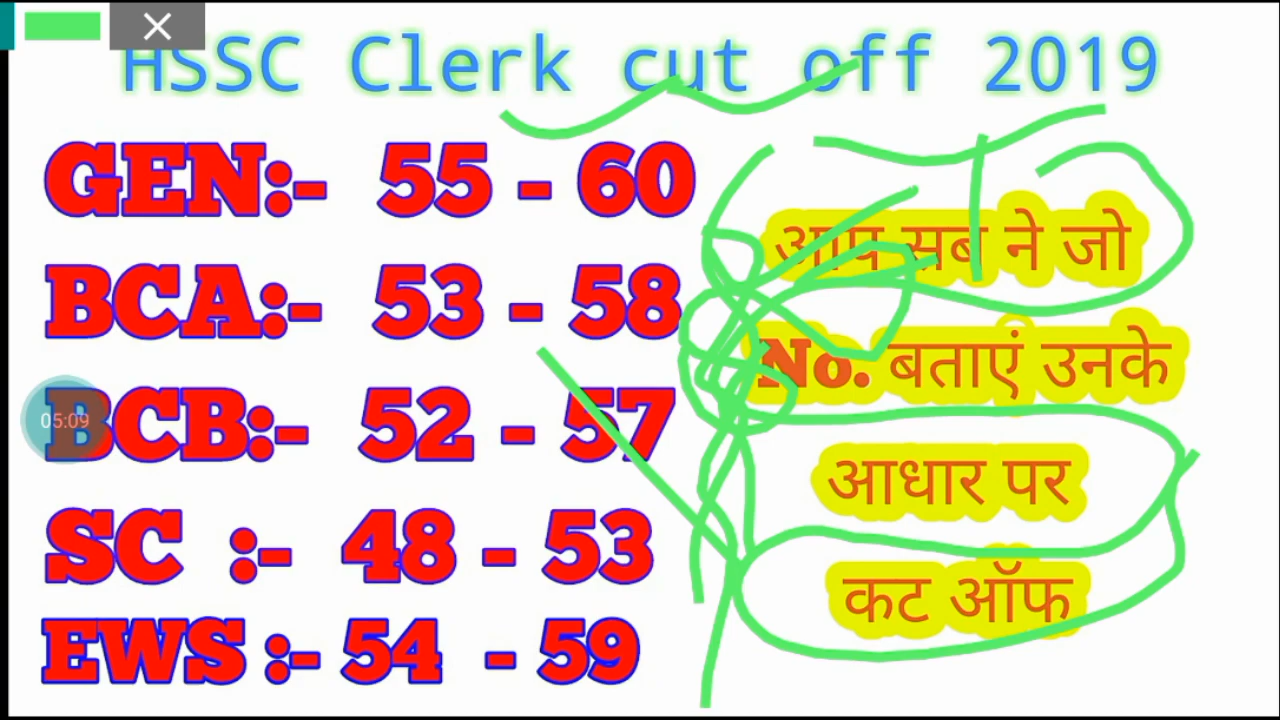 HSSC Clerk cut off 2019
GEN:- 55 - 60
BCA:- 53 - 58
BCB:- 52 - 57
SC :- 48 - 53
EWS :- 54 - 59
आप सब ने जो
No. बताएं उनके
आधार पर
कट ऑफ
05:09